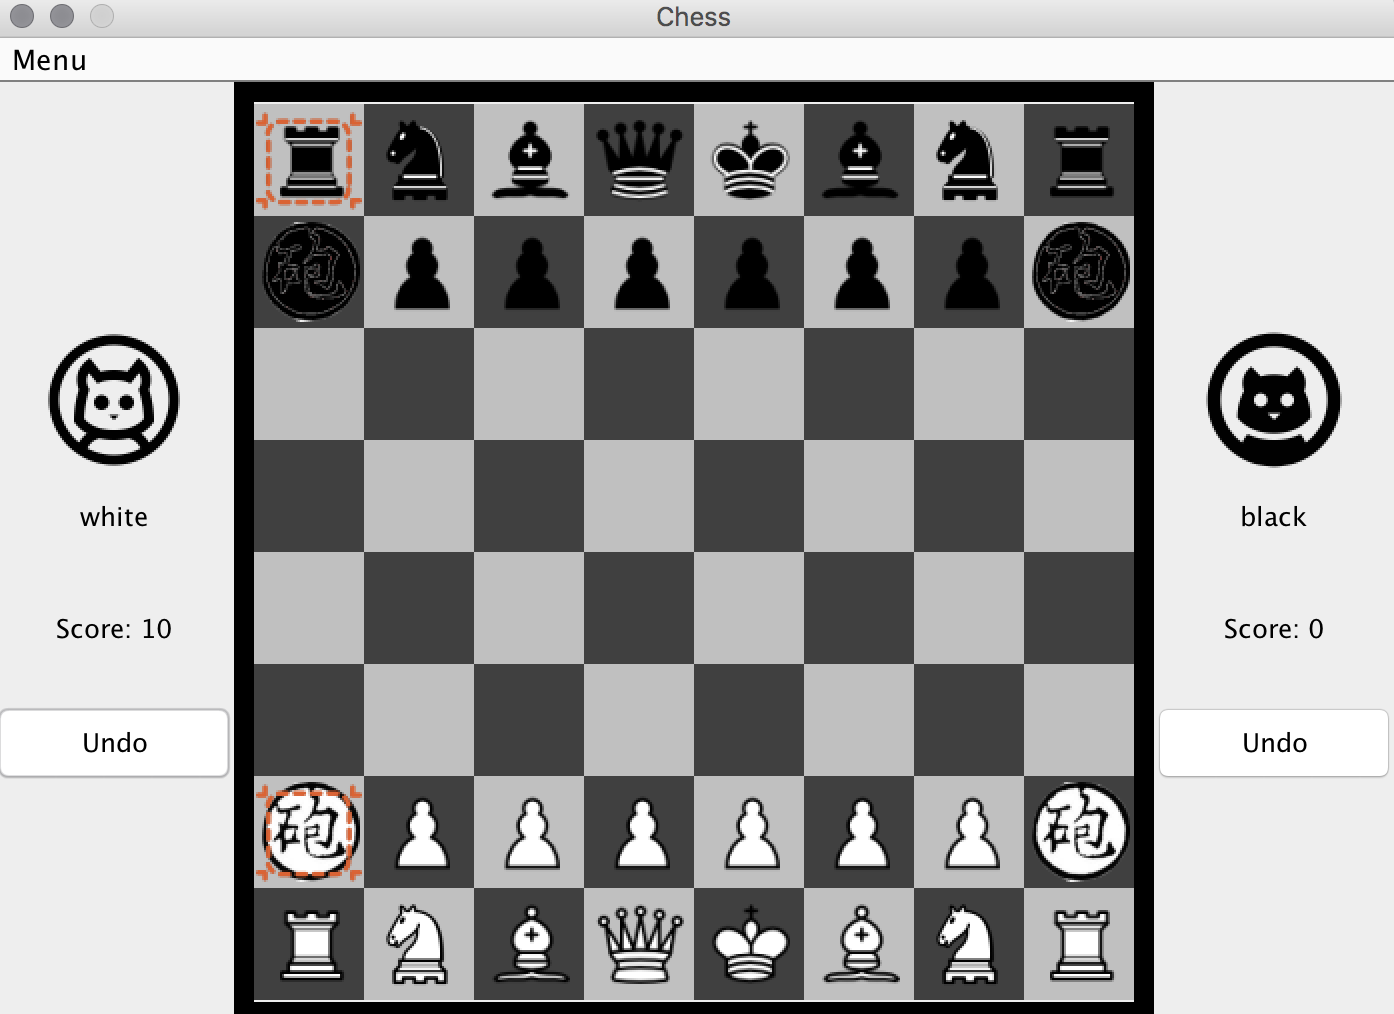 Chess
Menu
砲 砲
white
black
Score: 10
Score: 0
Undo
Undo
砲 砲